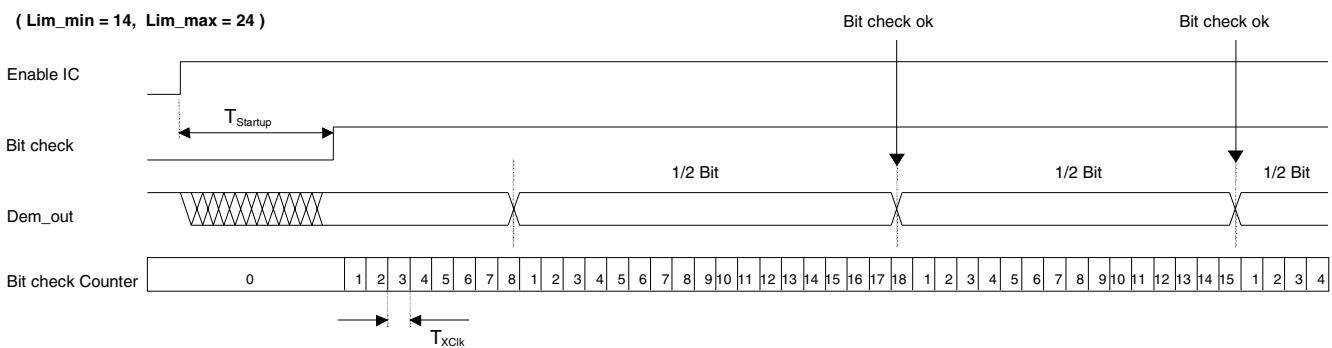 ( Lim_min = 14, Lim_max = 24 )
Bit check ok
Bit check ok
Enable IC
TStartup
Bit check
1/2 Bit
1/2 Bit
1/2 Bit
Dem_out
Bit check Counter 0 1 2 3 4 5 6 7 8 1 2 3 4 5 6 7 8 9 10 11 12 13 14 15 16 17 18 1 2 3 4 5 6 7 8 9 10 11 12 13 14 15 1 2 3 4
TXClk